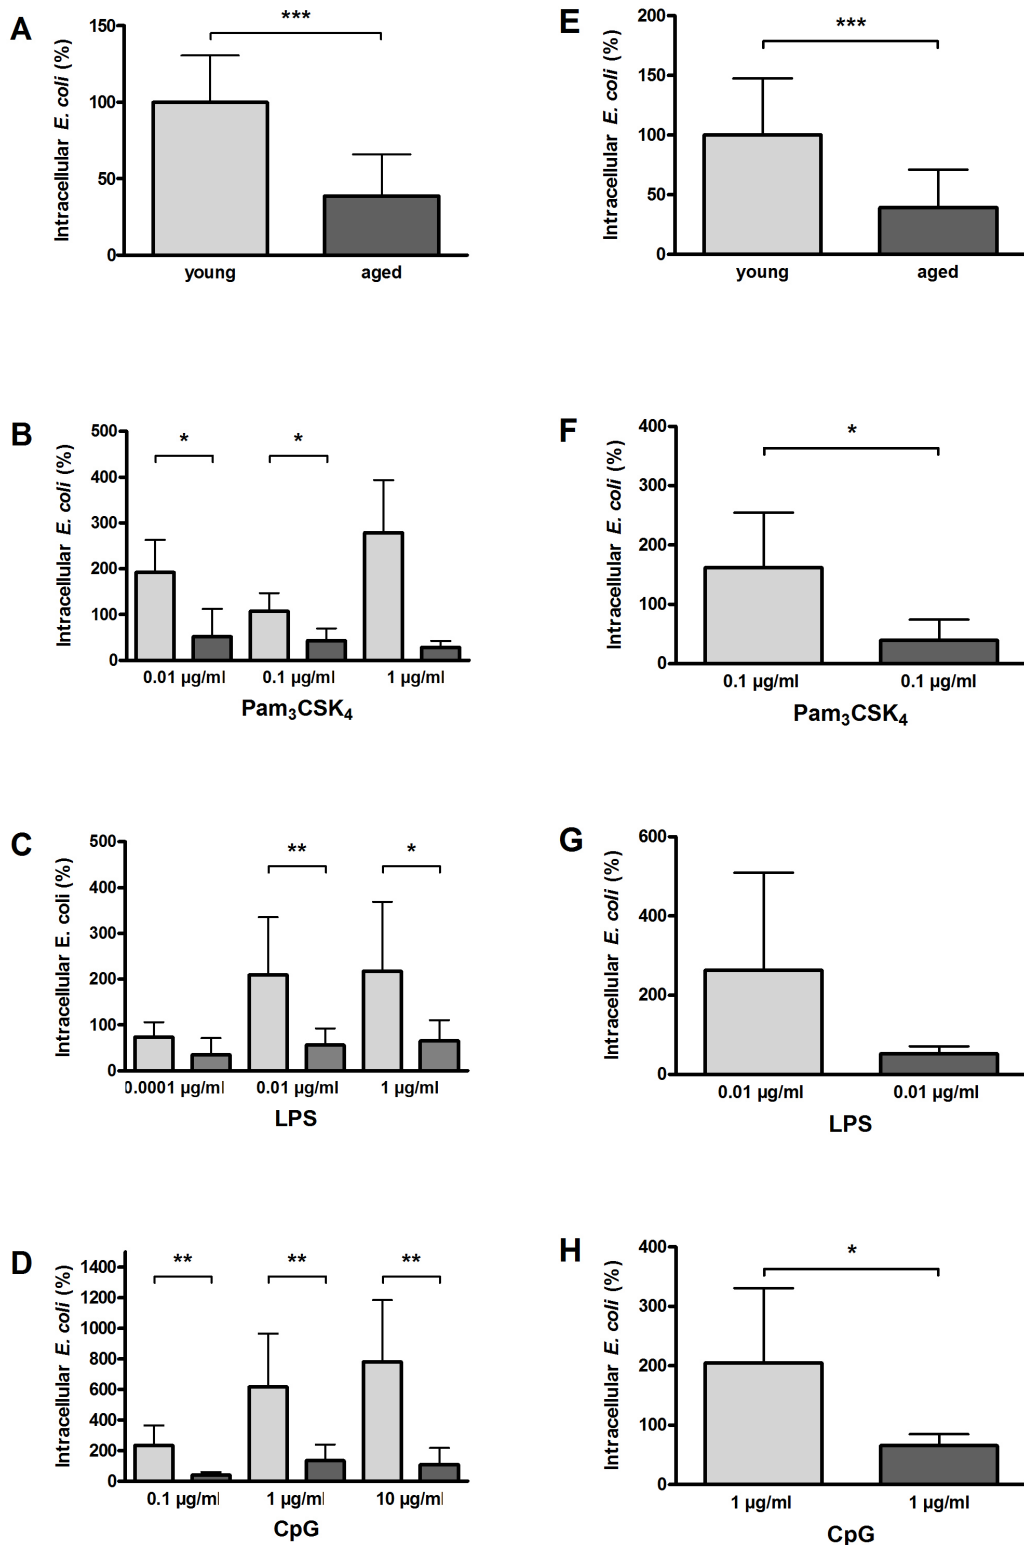 A
Intracellular E. coli (%)
150
100
50
0
***
young aged
E
Intracellular E. coli (%)
200
150
100
50
0
***
young aged
B
Intracellular E. coli (%)
500
400
300
200
100
0
* *
0.01 µg/ml 0.1 µg/ml 1 µg/ml
Pam3CSK4
F
Intracellular E. coli (%)
400
300
200
100
0
*
0.1 µg/ml 0.1 µg/ml
Pam3CSK4
C
Intracellular E. coli (%)
500
400
300
200
100
0
** *
0.0001 µg/ml 0.01 µg/ml 1 µg/ml
LPS
G
Intracellular E. coli (%)
600
400
200
0
0.01 µg/ml 0.01 µg/ml
LPS
D
Intracellular E. coli (%)
1400
1200
1000
800
600
400
200
0
** ** **
0.1 µg/ml 1 µg/ml 10 µg/ml
CpG
H
Intracellular E. coli (%)
400
300
200
100
0
*
1 µg/ml 1 µg/ml
CpG